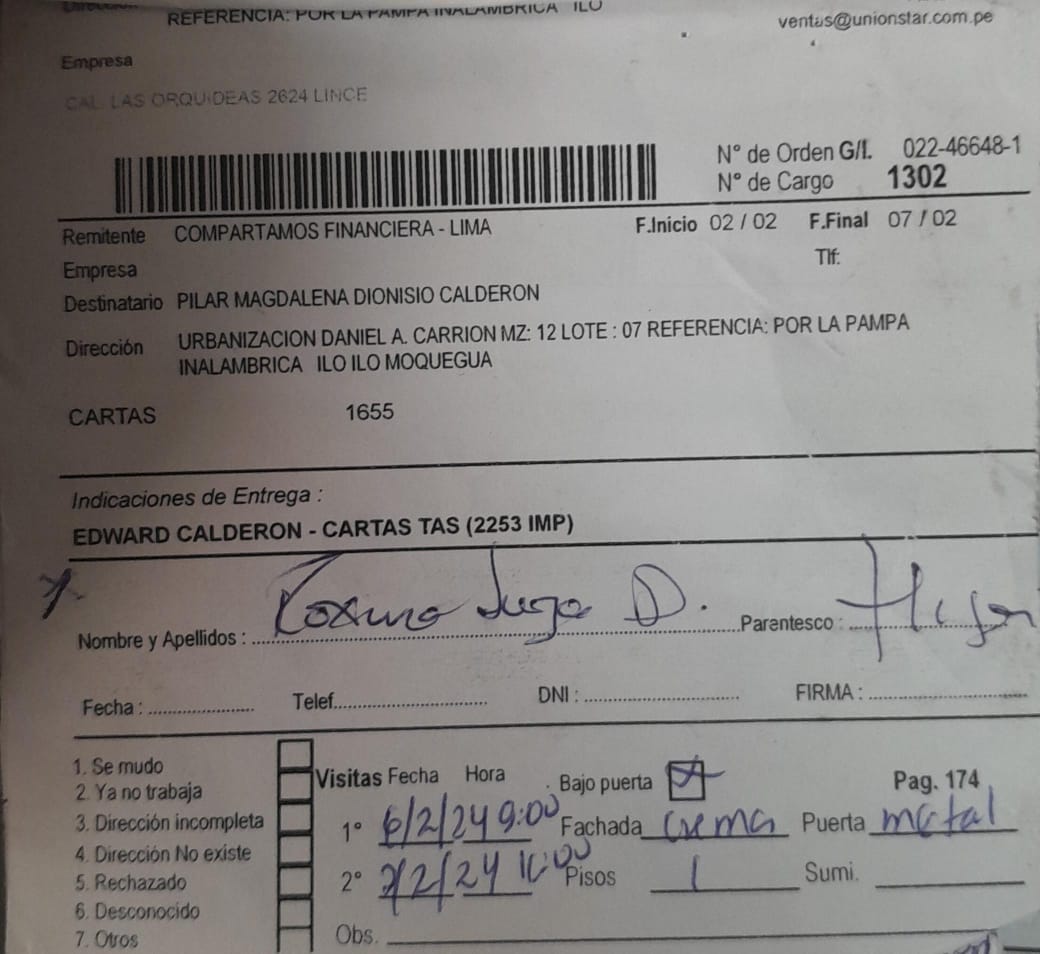 Dirección REFERENCIA: POR LA PAMPA INALAMBRICA ILO
ventas@unionstar.com.pe
Empresa
CAL. LAS ORQUIDEAS 2624 LINCE
N° de Orden G/I. 022-46648-1
N° de Cargo 1302
Remitente COMPARTAMOS FINANCIERA - LIMA F.Inicio 02 / 02 F.Final 07 / 02
Empresa Tlf:
Destinatario PILAR MAGDALENA DIONISIO CALDERON
Dirección URBANIZACION DANIEL A. CARRION MZ: 12 LOTE : 07 REFERENCIA: POR LA PAMPA
INALAMBRICA ILO ILO MOQUEGUA
CARTAS 1655
Indicaciones de Entrega :
EDWARD CALDERON - CARTAS TAS (2253 IMP)
Nombre y Apellidos : D. Parentesco :
Fecha : Telef. DNI : FIRMA :
1. Se mudo
2. Ya no trabaja
3. Dirección incompleta
4. Dirección No existe
5. Rechazado
6. Desconocido
7. Otros
Visitas Fecha Hora Bajo puerta Pag. 174
1° 6/2/24 9:00 Fachada crema Puerta metal
2° 7/2/24 Pisos 1 Sumi.
Obs.